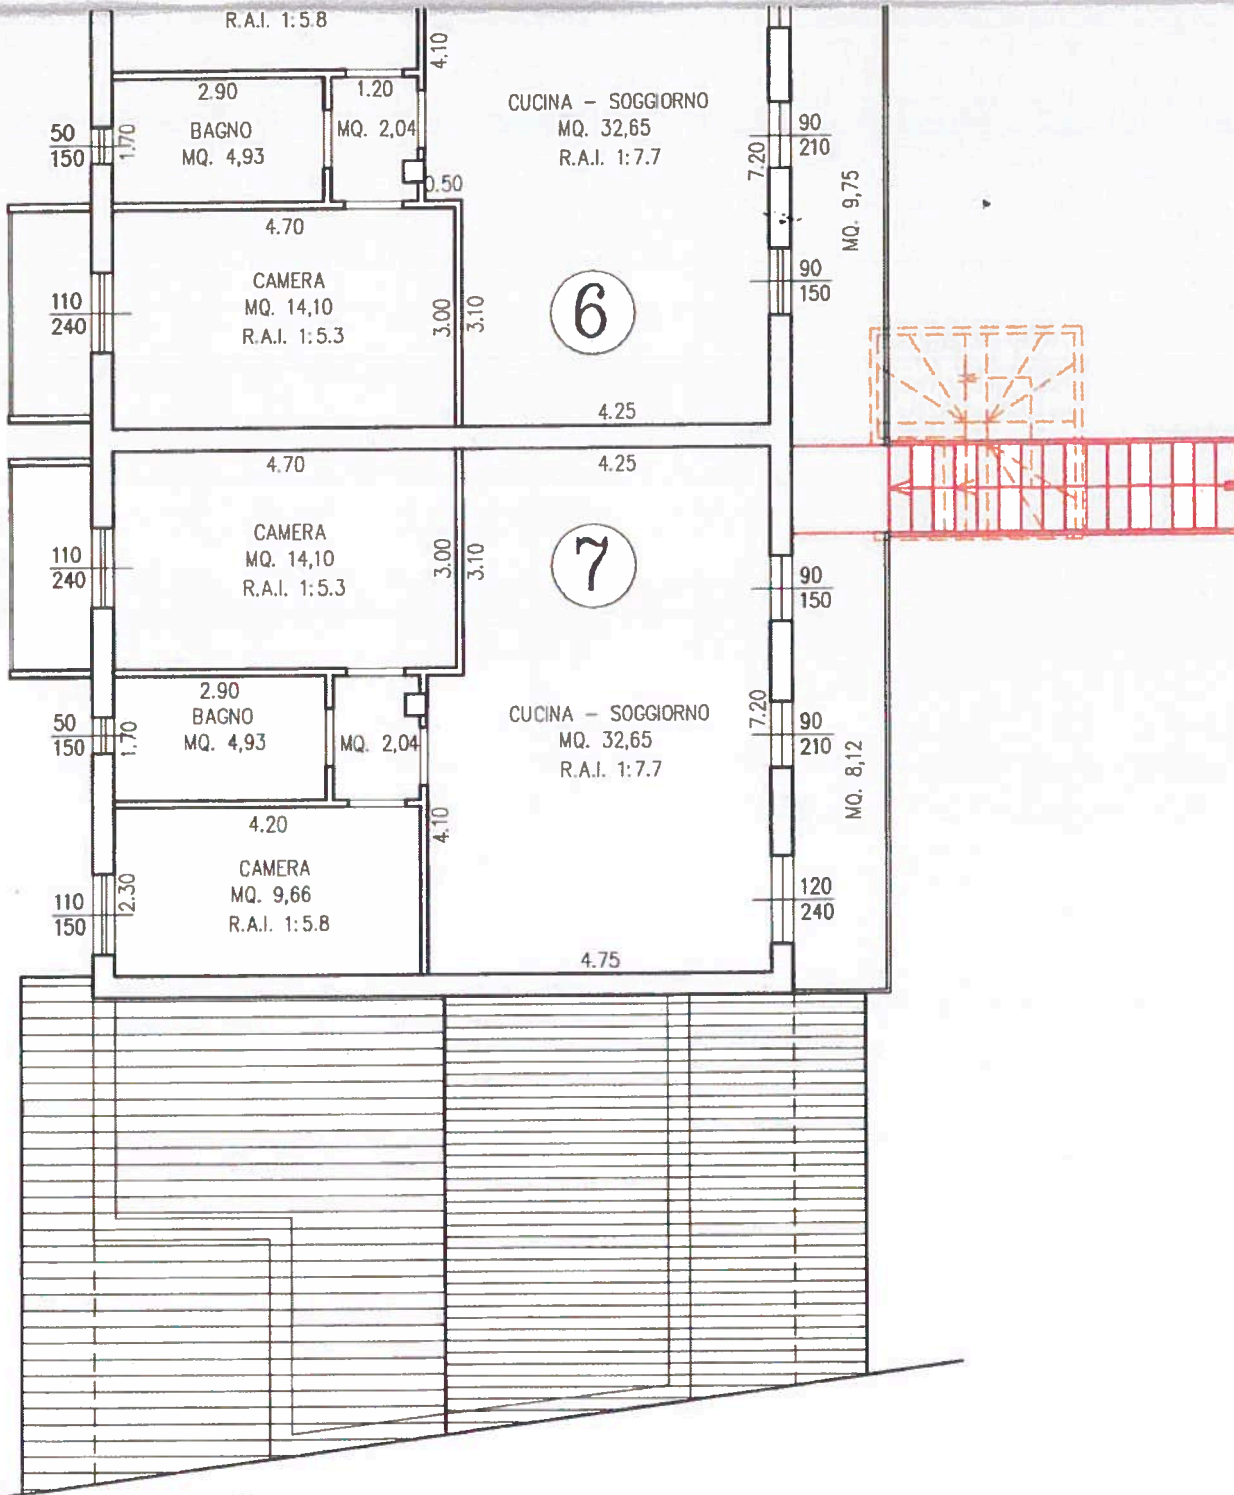 R.A.I. 1:5.8
4.10
2.90
1.20
BAGNO
MQ. 4,93
MQ. 2,04
1.70
50
150
0.50
CUCINA – SOGGIORNO
MQ. 32,65
R.A.I. 1:7.7
7.20
90
210
MQ. 9,75
4.70
CAMERA
MQ. 14,10
R.A.I. 1:5.3
110
240
3.00
3.10
6
90
150
4.25
4.70
4.25
CAMERA
MQ. 14,10
R.A.I. 1:5.3
110
240
3.00
3.10
7
90
150
2.90
BAGNO
MQ. 4,93
MQ. 2,04
50
150
1.70
CUCINA – SOGGIORNO
MQ. 32,65
R.A.I. 1:7.7
7.20
90
210
MQ. 8,12
4.20
4.10
CAMERA
MQ. 9,66
R.A.I. 1:5.8
110
150
2.30
120
240
4.75